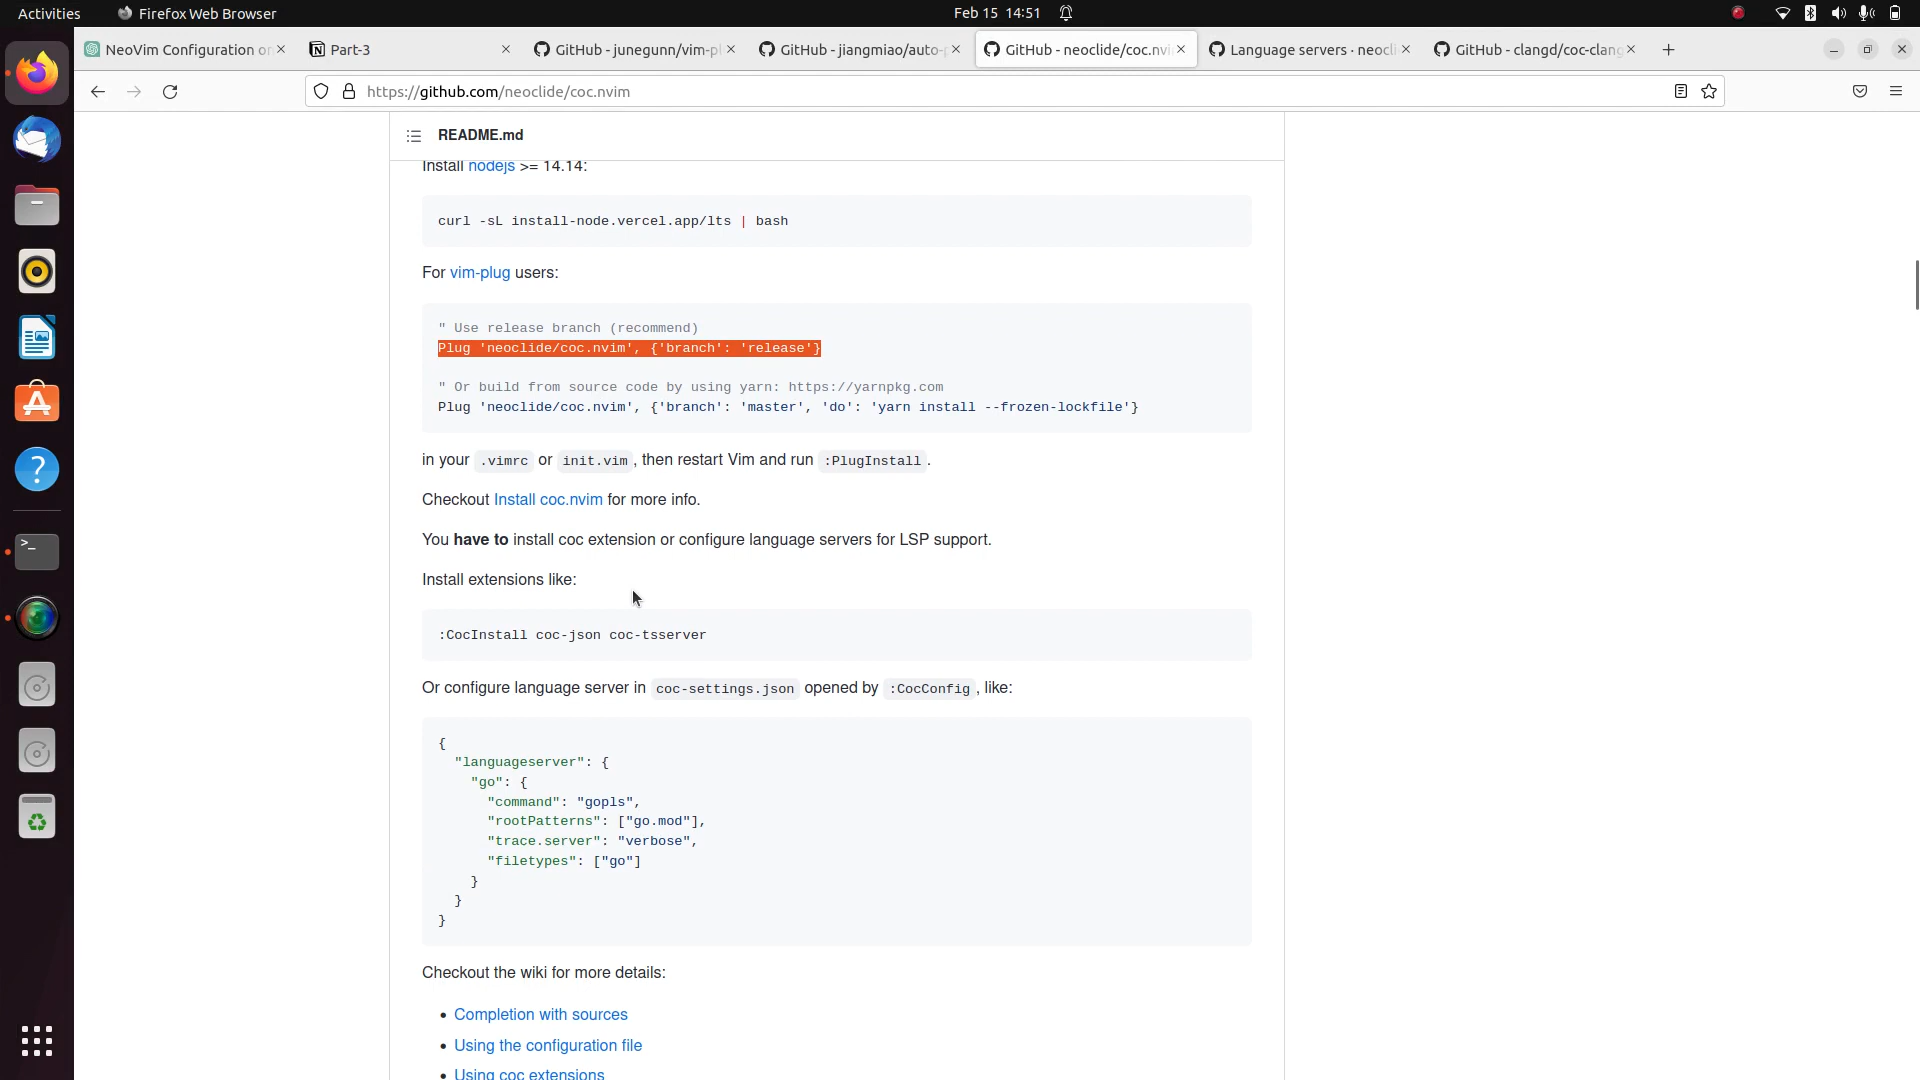 Activities
Firefox Web Browser
Feb 15 14:51
NeoVim Configuration or
Part-3
GitHub - junegunn/vim-pl
GitHub - jiangmiao/auto-p
GitHub - neoclide/coc.nvi
Language servers · neocli
GitHub - clangd/coc-clang
https://github.com/neoclide/coc.nvim
README.md
Install nodejs >= 14.14:
curl -sL install-node.vercel.app/lts | bash
For vim-plug users:
" Use release branch (recommend)
Plug 'neoclide/coc.nvim', {'branch': 'release'}
" Or build from source code by using yarn: https://yarnpkg.com
Plug 'neoclide/coc.nvim', {'branch': 'master', 'do': 'yarn install --frozen-lockfile'}
in your .vimrc or init.vim, then restart Vim and run :PlugInstall.
Checkout Install coc.nvim for more info.
You have to install coc extension or configure language servers for LSP support.
Install extensions like:
:CocInstall coc-json coc-tsserver
Or configure language server in coc-settings.json opened by :CocConfig, like:
{
"languageserver": {
"go": {
"command": "gopls",
"rootPatterns": ["go.mod"],
"trace.server": "verbose",
"filetypes": ["go"]
}
}
}
Checkout the wiki for more details:
• Completion with sources
• Using the configuration file
• Using coc extensions